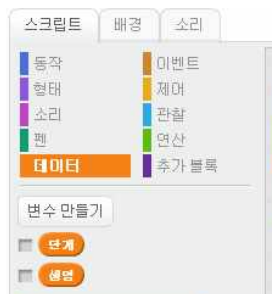 스크립트 배경 소리
동작 이벤트
형태 제어
소리 관찰
펜 연산
데이터 추가 블록
변수 만들기
단계
생명